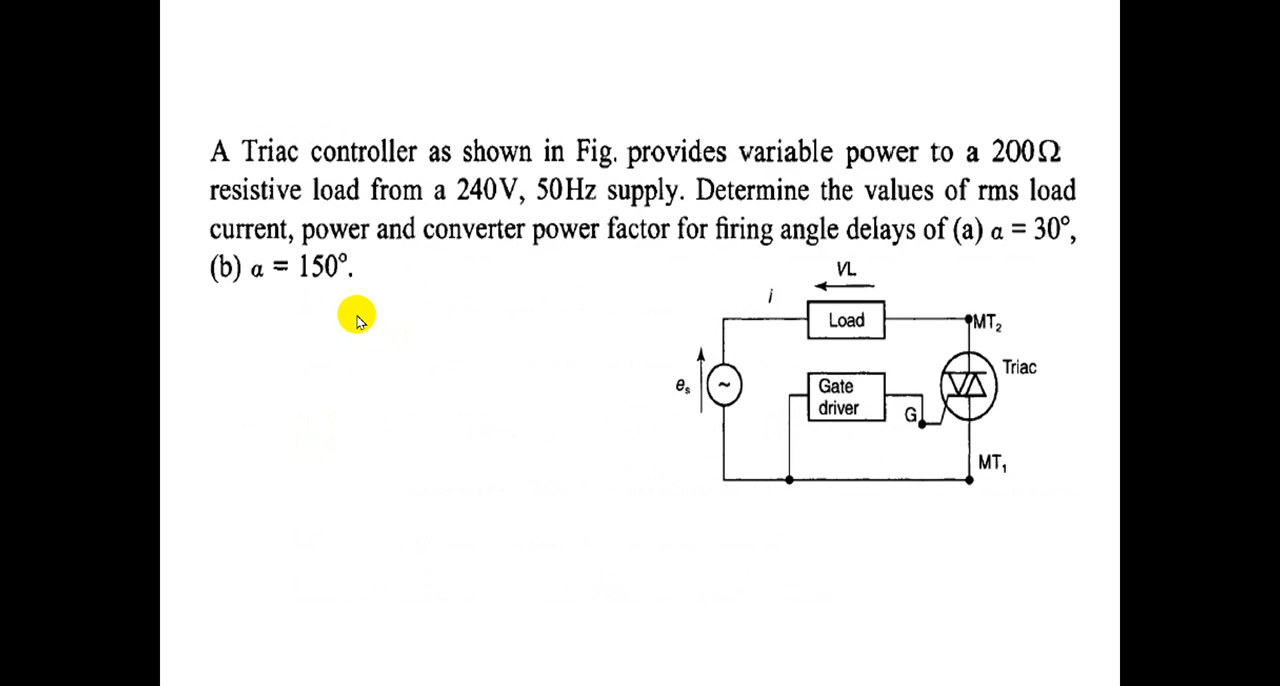 A Triac controller as shown in Fig. provides variable power to a 200Ω
resistive load from a 240V, 50Hz supply. Determine the values of rms load
current, power and converter power factor for firing angle delays of (a) α = 30°,
(b) α = 150°.
VL
i
Load
MT₂
Triac
eₛ
~
Gate
driver
G
MT₁